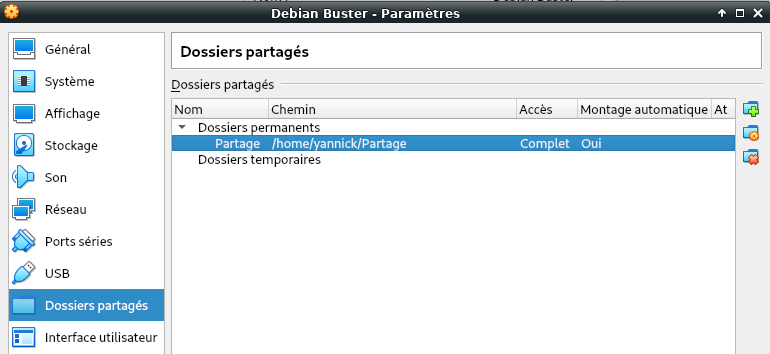 Debian Buster - Paramètres
Général
Système
Affichage
Stockage
Son
Réseau
Ports séries
USB
Dossiers partagés
Interface utilisateur
Dossiers partagés
Dossiers partagés
Nom Chemin Accès Montage automatique At
Dossiers permanents
Partage /home/yannick/Partage Complet Oui
Dossiers temporaires